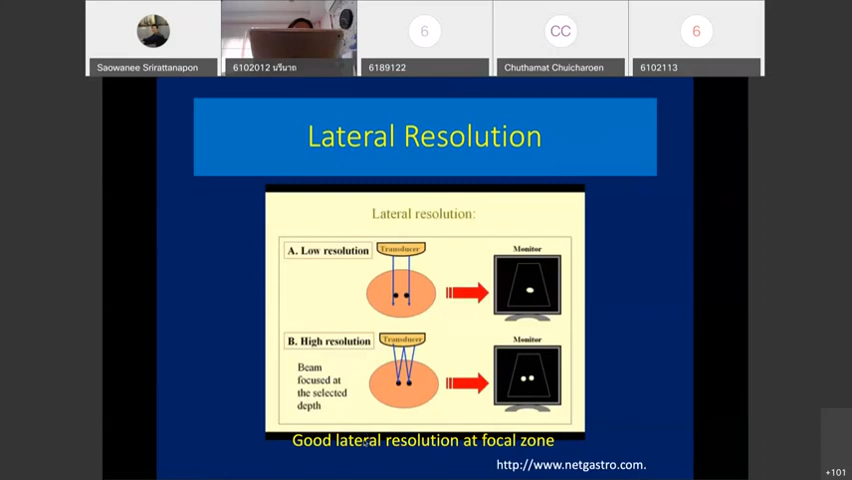 6
CC
6
Saowanee Srirattanapon
6102012 นรีนาถ
6189122
Chuthamat Chuicharoen
6102113
Lateral Resolution
Lateral resolution:
A. Low resolution
Transducer
Monitor
B. High resolution
Transducer
Monitor
Beam
focused at
the selected
depth
Good lateral resolution at focal zone
http://www.netgastro.com.
+101